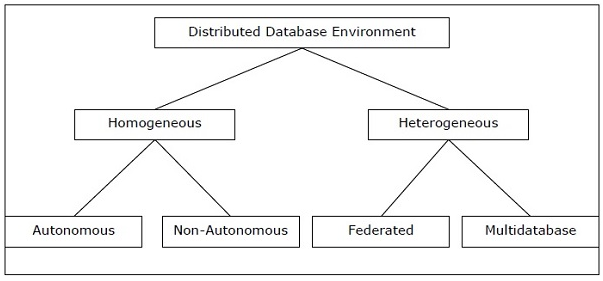 Distributed Database Environment
Homogeneous
Heterogeneous
Autonomous
Non-Autonomous
Federated
Multidatabase